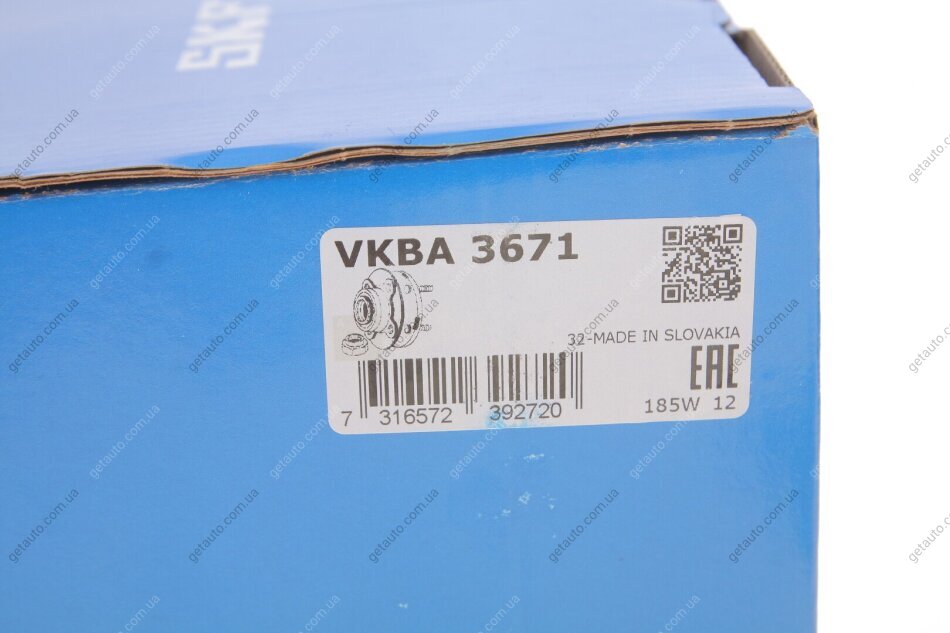 SKF
VKBA 3671
32-MADE IN SLOVAKIA
EAC
185W 12
7 316572 392720
getauto.com.ua